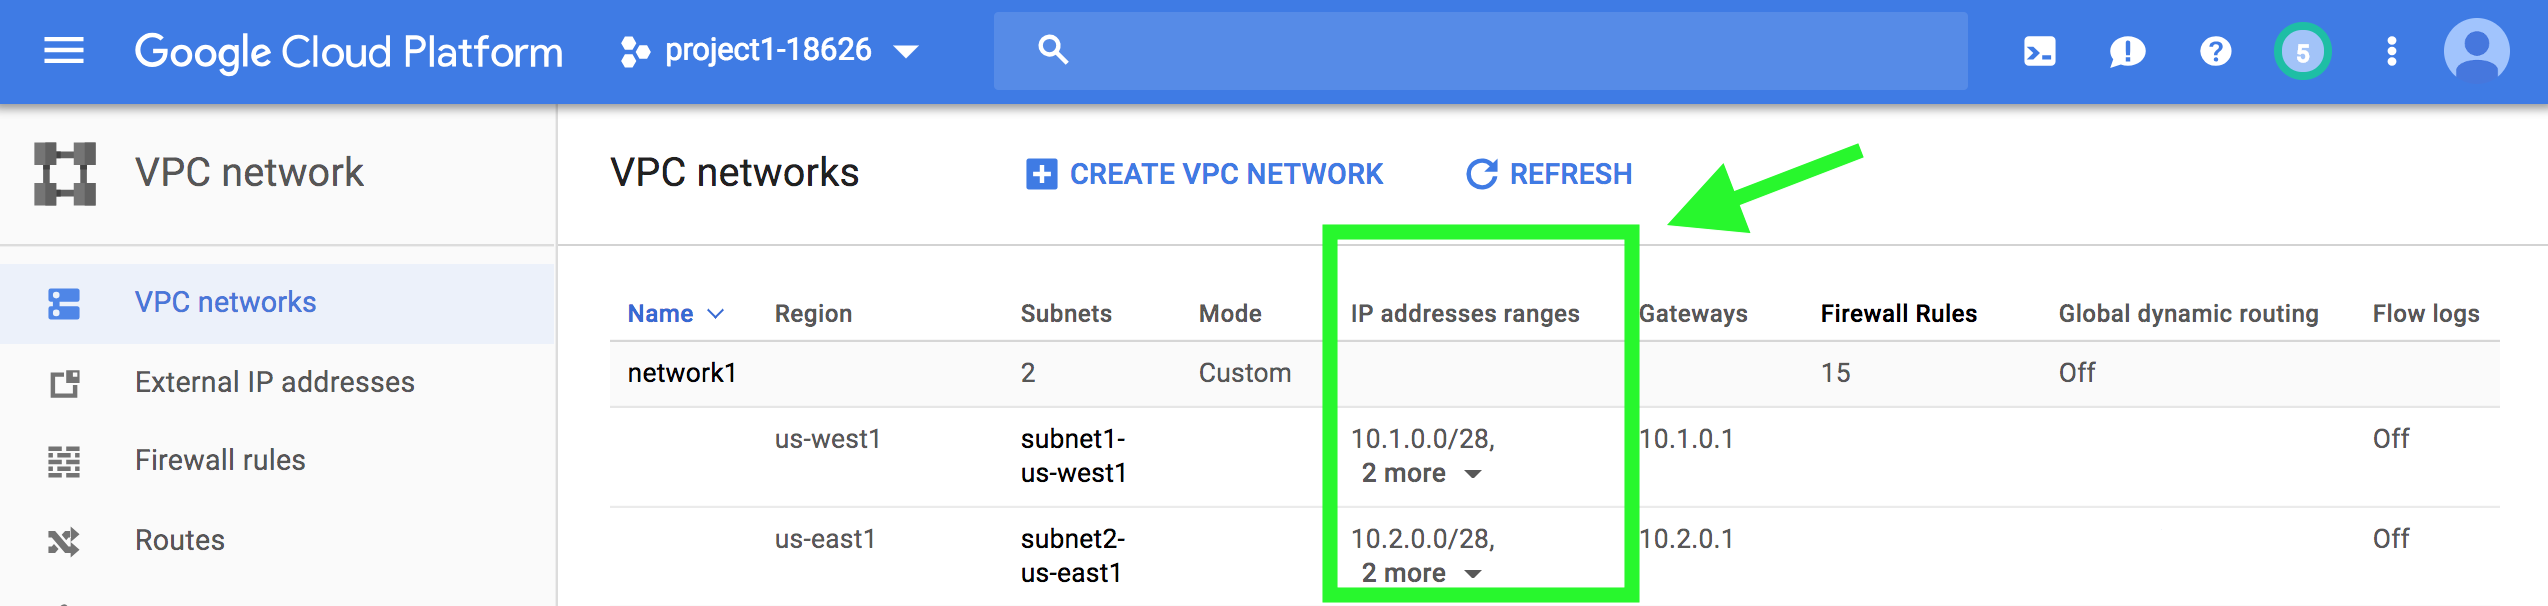 Google Cloud Platform project1-18626 5
VPC network
VPC networks CREATE VPC NETWORK REFRESH
VPC networks
External IP addresses
Firewall rules
Routes
Name Region Subnets Mode IP addresses ranges Gateways Firewall Rules Global dynamic routing Flow logs
network1 2 Custom 15 Off
us-west1 subnet1- 10.1.0.0/28, 10.1.0.1 Off
us-west1 2 more
us-east1 subnet2- 10.2.0.0/28, 10.2.0.1 Off
us-east1 2 more